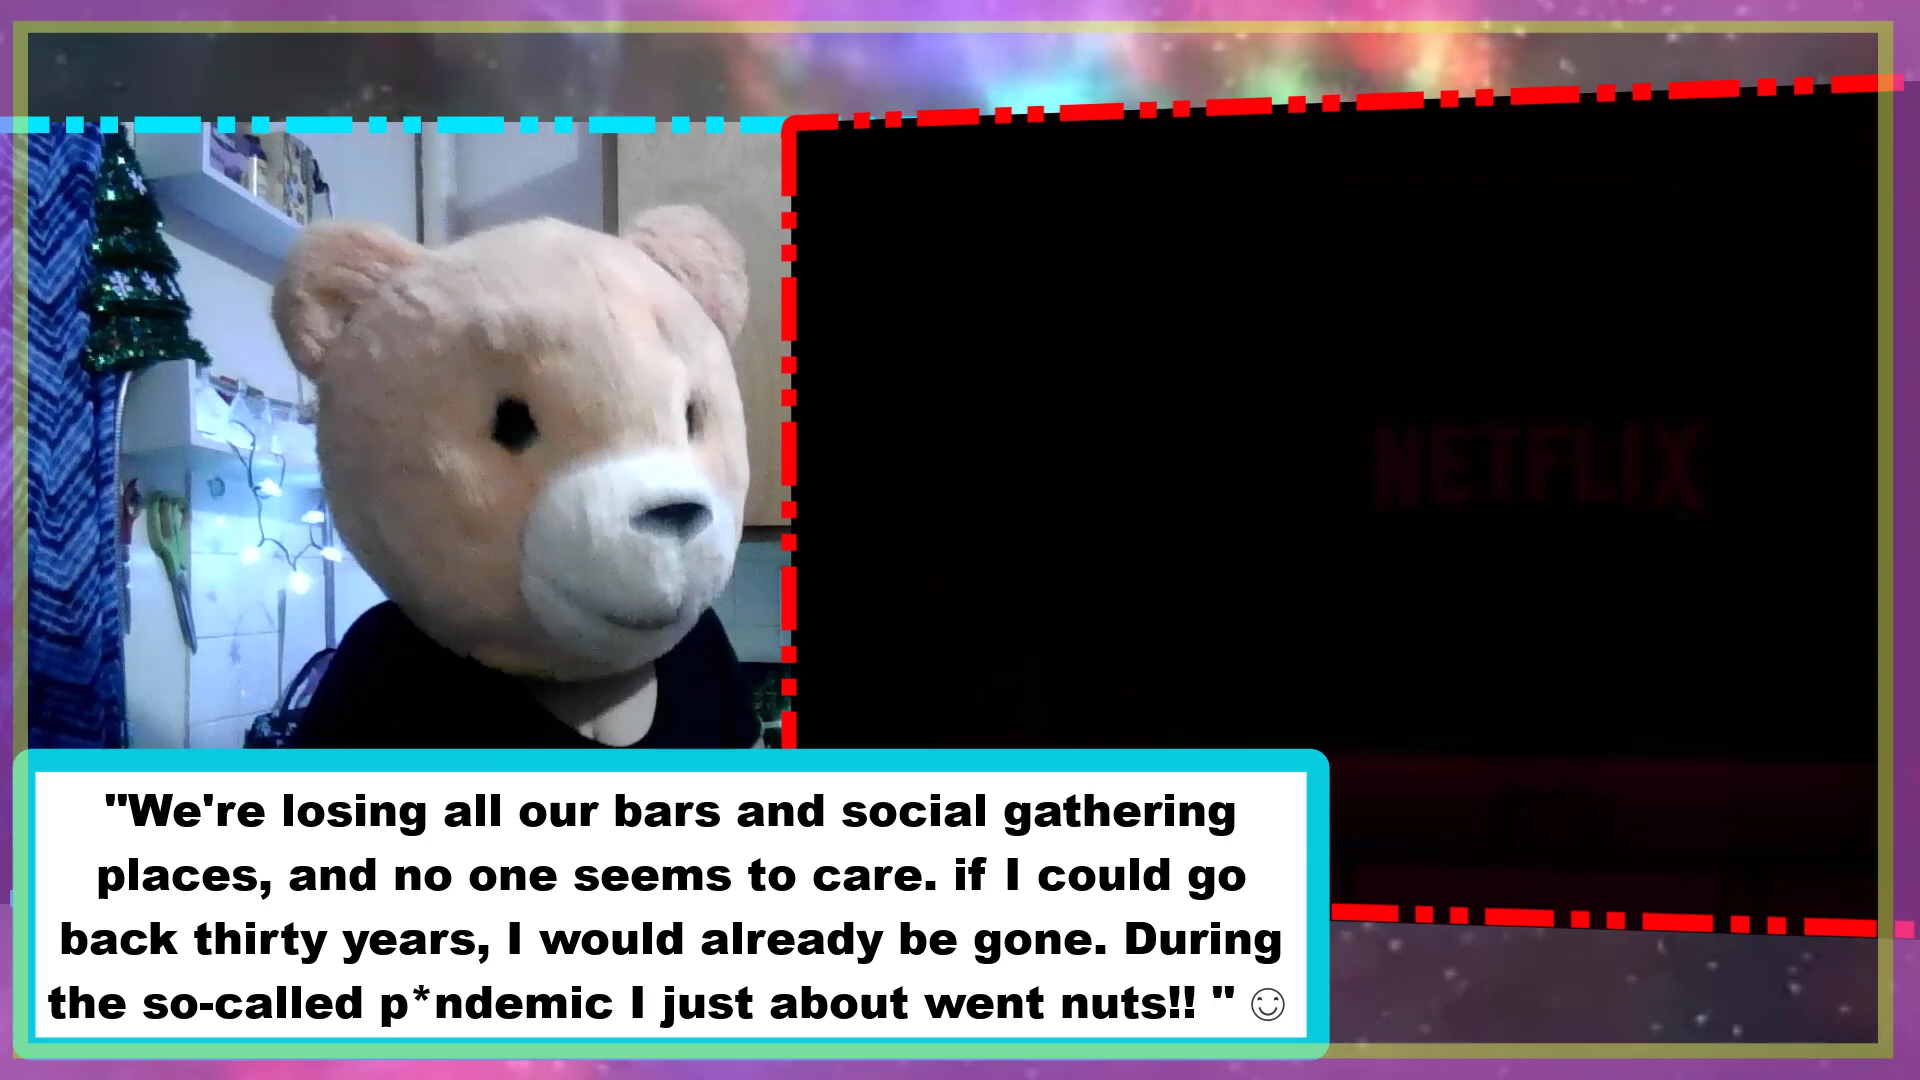 NETFLIX
"We're losing all our bars and social gathering
places, and no one seems to care. if I could go
back thirty years, I would already be gone. During
the so-called p*ndemic I just about went nuts!! " ☺